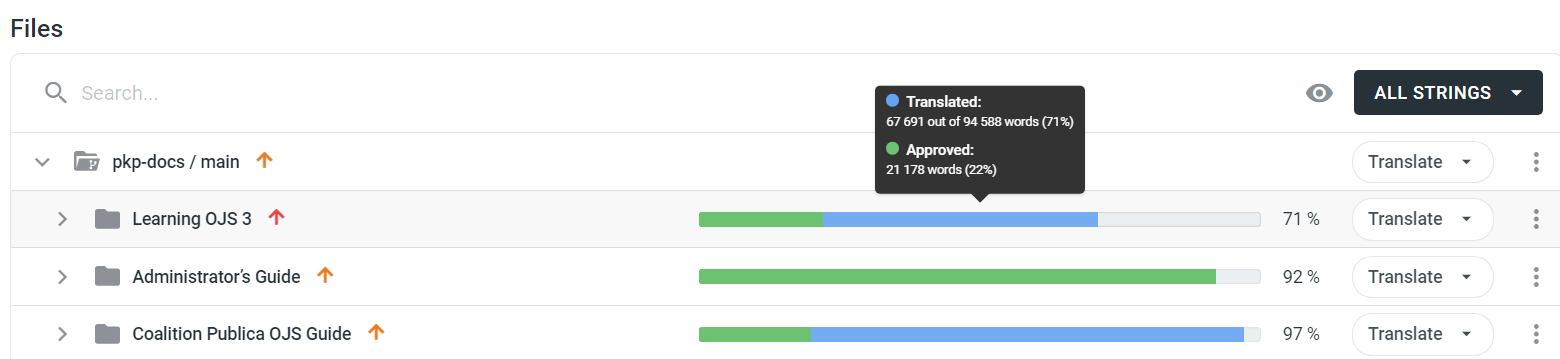 Files
Search...
ALL STRINGS
Translated:
67 691 out of 94 588 words (71%)
Approved:
21 178 words (22%)
pkp-docs / main
Translate
Learning OJS 3
71 %
Translate
Administrator’s Guide
92 %
Translate
Coalition Publica OJS Guide
97 %
Translate